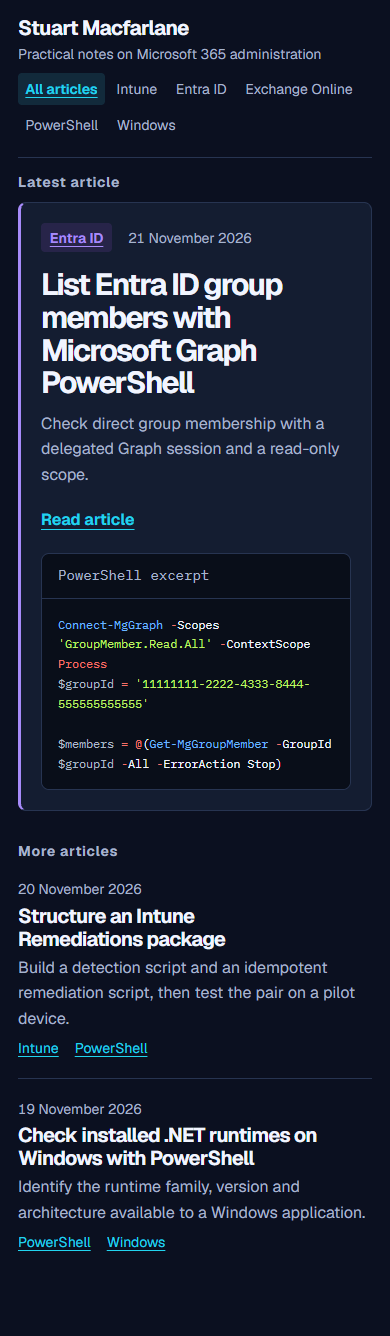 Stuart Macfarlane
Practical notes on Microsoft 365 administration
All articles Intune Entra ID Exchange Online
PowerShell Windows
Latest article
Entra ID 21 November 2026
List Entra ID group
members with
Microsoft Graph
PowerShell
Check direct group membership with a
delegated Graph session and a read-only
scope.
Read article
PowerShell excerpt
Connect-MgGraph -Scopes
'GroupMember.Read.All' -ContextScope
Process
$groupId = '11111111-2222-4333-8444-
555555555555'
$members = @(Get-MgGroupMember -GroupId
$groupId -All -ErrorAction Stop)
More articles
20 November 2026
Structure an Intune
Remediations package
Build a detection script and an idempotent
remediation script, then test the pair on a pilot
device.
Intune PowerShell
19 November 2026
Check installed .NET runtimes on
Windows with PowerShell
Identify the runtime family, version and
architecture available to a Windows application.
PowerShell Windows